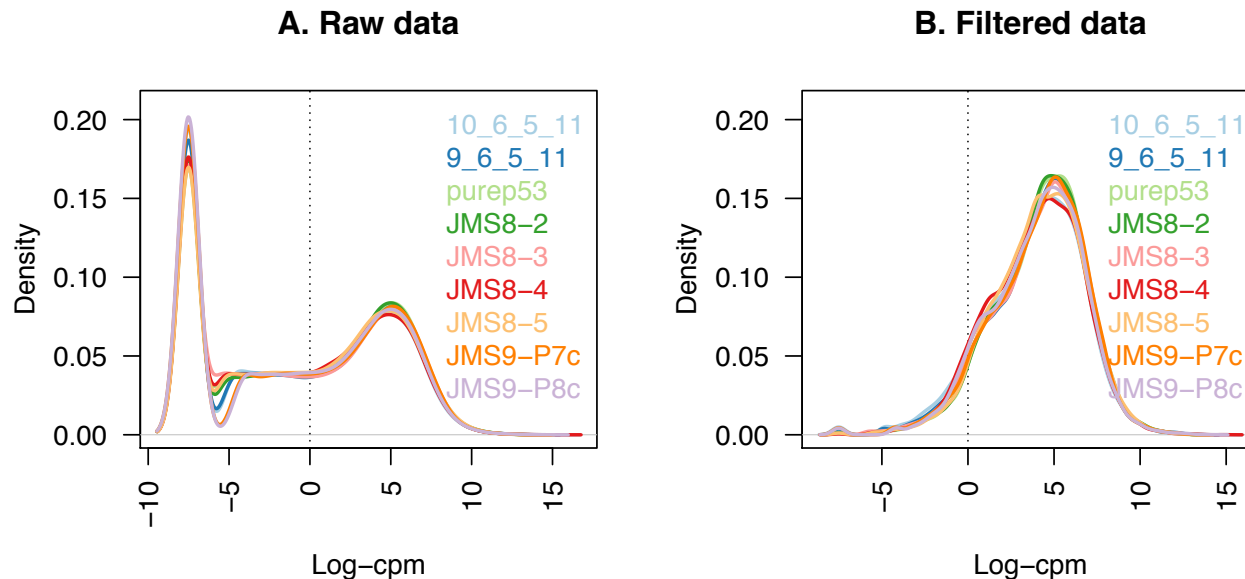 A. Raw data
Density
0.20
0.15
0.10
0.05
0.00
10_6_5_11
9_6_5_11
purep53
JMS8−2
JMS8−3
JMS8−4
JMS8−5
JMS9−P7c
JMS9−P8c
−10
−5
0
5
10
15
Log−cpm
B. Filtered data
Density
0.20
0.15
0.10
0.05
0.00
10_6_5_11
9_6_5_11
purep53
JMS8−2
JMS8−3
JMS8−4
JMS8−5
JMS9−P7c
JMS9−P8c
−5
0
5
10
15
Log−cpm